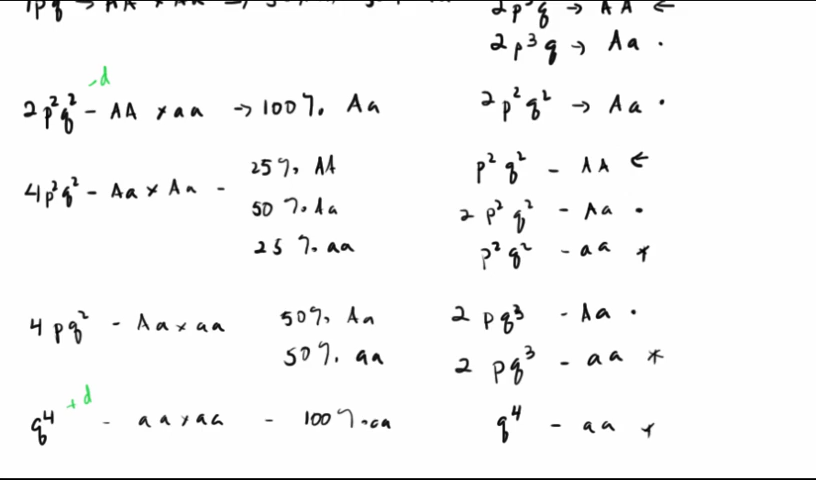 2p³q → AA ←
2p³q → Aa •
-d
2p²q² - AA × aa → 100% Aa 2p²q² → Aa •
25% AA p²q² - AA ←
4p²q² - Aa × Aa -
50% Aa 2p²q² - Aa •
25% aa p²q² - aa *
4pq² - Aa × aa 50% Aa 2pq³ - Aa •
50% aa 2pq³ - aa *
+d
q⁴ - aa × aa - 100% aa q⁴ - aa *